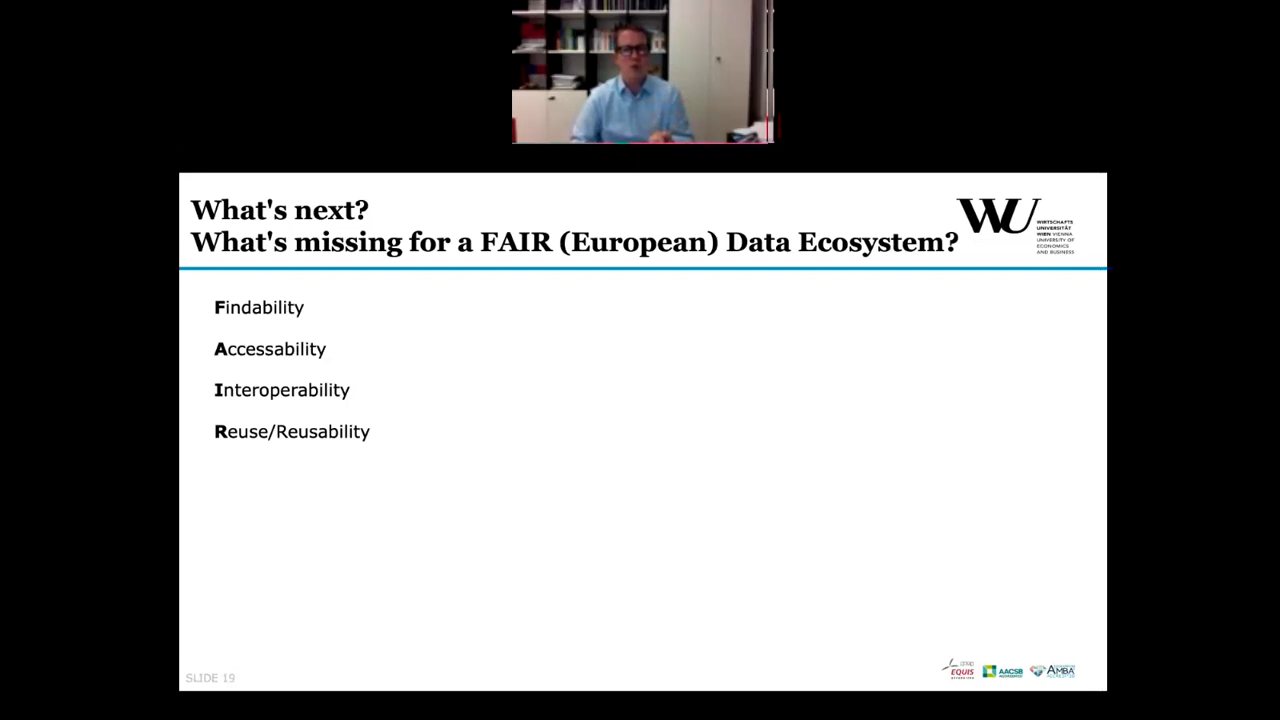 What's next?
What's missing for a FAIR (European) Data Ecosystem?
WU
WIRTSCHAFTS
UNIVERSITÄT
WIEN VIENNA
UNIVERSITY OF
ECONOMICS
AND BUSINESS
Findability
Accessability
Interoperability
Reuse/Reusability
SLIDE 19
EQUIS
AACSB
AMBA